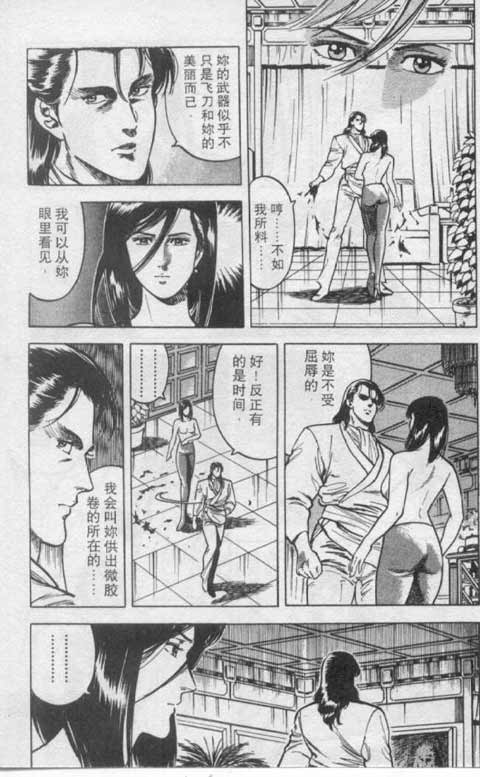 哼……不如
我所料……
妳的武器似乎不
只是飞刀和妳的
美丽而己．
我可以从妳
眼里看见．
妳是不受
屈辱的．
好！反正有
的是时间．
………
我会叫妳供出微胶
卷的所在的……
………